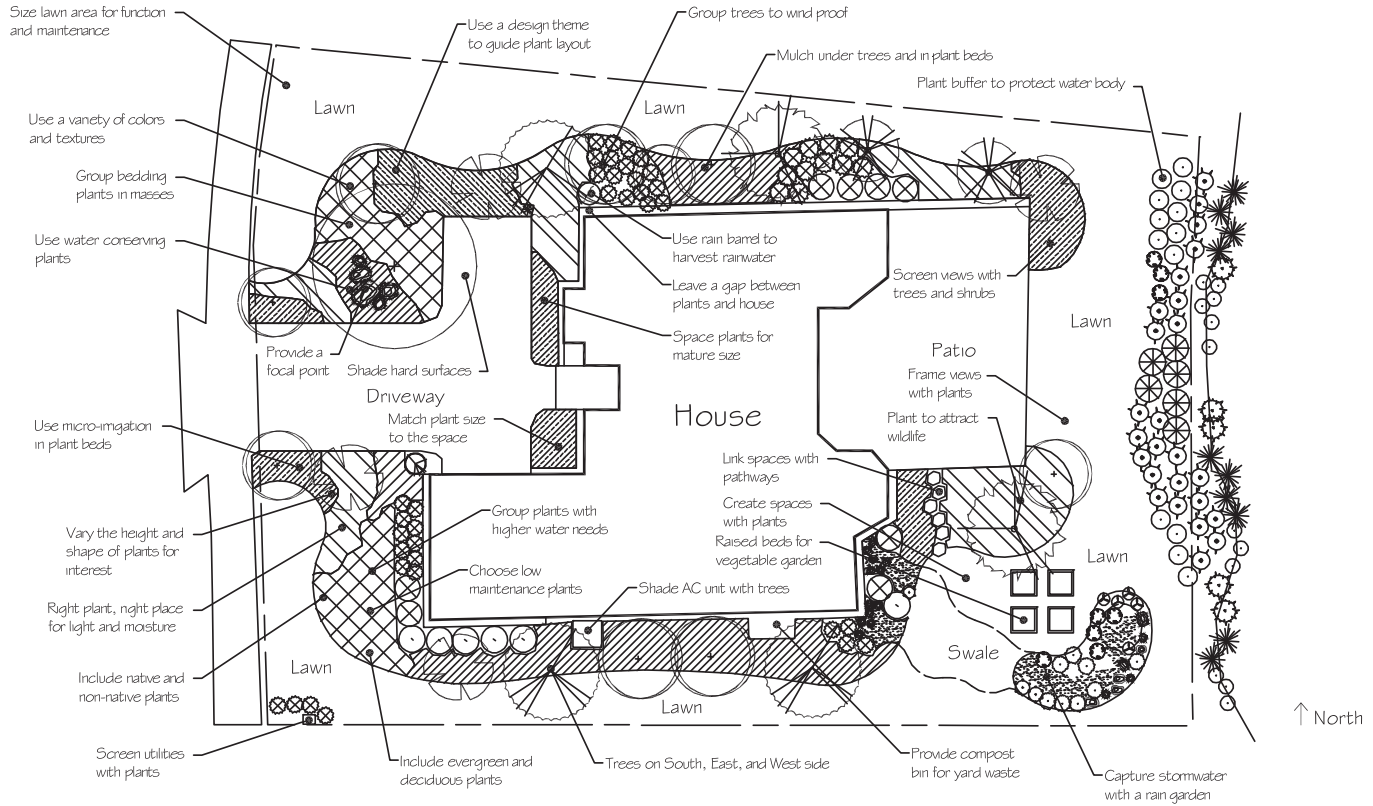 Size lawn area for function
and maintenance
Use a design theme
to guide plant layout
Group trees to wind proof
Mulch under trees and in plant beds
Plant buffer to protect water body
Lawn
Lawn
Use a variety of colors
and textures
Group bedding
plants in masses
Use water conserving
plants
Use rain barrel to
harvest rainwater
Leave a gap between
plants and house
Screen views with
trees and shrubs
Lawn
Space plants for
mature size
Provide a
focal point
Shade hard surfaces
Patio
Frame views
with plants
Driveway
Match plant size
to the space
House
Plant to attract
wildlife
Use micro-irrigation
in plant beds
Link spaces with
pathways
Create spaces
with plants
Raised beds for
vegetable garden
Group plants with
higher water needs
Vary the height and
shape of plants for
interest
Lawn
Choose low
maintenance plants
Shade AC unit with trees
Right plant, right place
for light and moisture
Swale
Lawn
Include native and
non-native plants
Lawn
North
Screen utilities
with plants
Include evergreen and
deciduous plants
Trees on South, East, and West side
Provide compost
bin for yard waste
Capture stormwater
with a rain garden